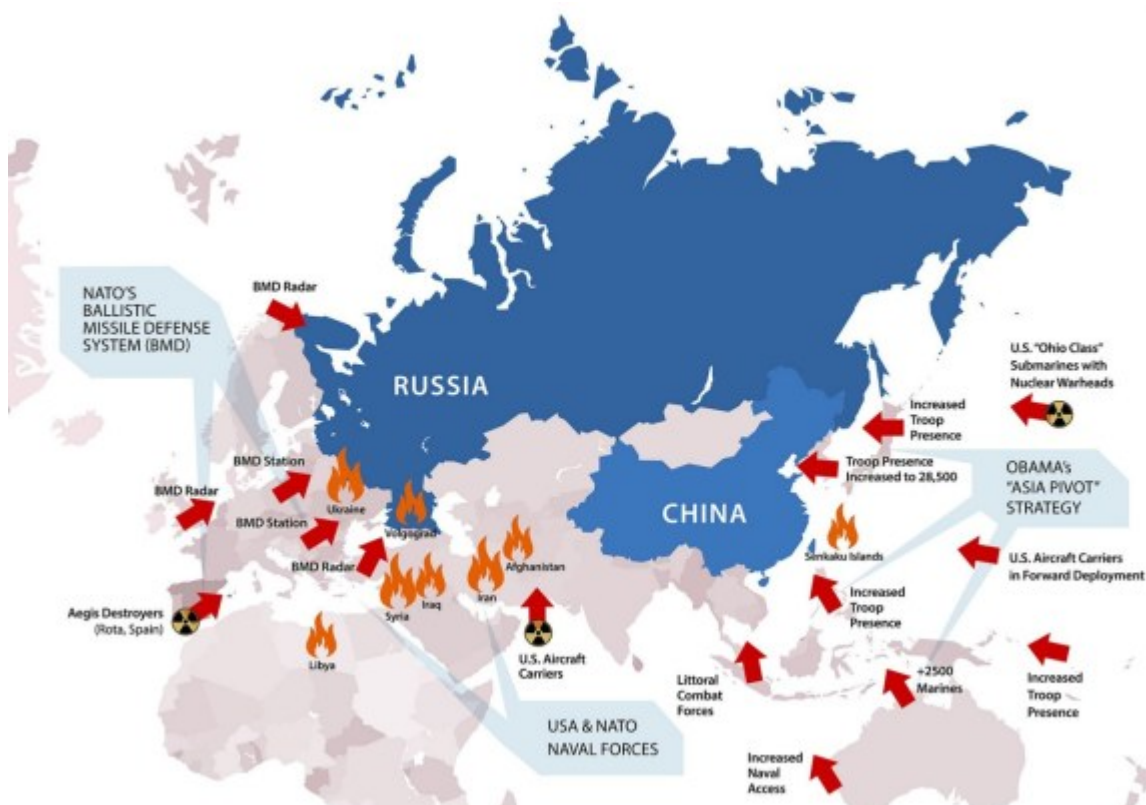 NATO'S
BALLISTIC
MISSILE DEFENSE
SYSTEM (BMD)
BMD Radar
RUSSIA
U.S. "Ohio Class"
Submarines with
Nuclear Warheads
Increased
Troop
Presence
BMD Station
Troop Presence
Increased to 28,500
OBAMA's
"ASIA PIVOT"
STRATEGY
BMD Radar
Ukraine
CHINA
Volgograd
BMD Station
Senkaku Islands
BMD Radar
Afghanistan
U.S. Aircraft Carriers
in Forward Deployment
Iraq
Iran
Syria
Increased
Troop
Presence
Aegis Destroyers
(Rota, Spain)
Libya
U.S. Aircraft
Carriers
Littoral
Combat
Forces
+2500
Marines
Increased
Troop
Presence
USA & NATO
NAVAL FORCES
Increased
Naval
Access